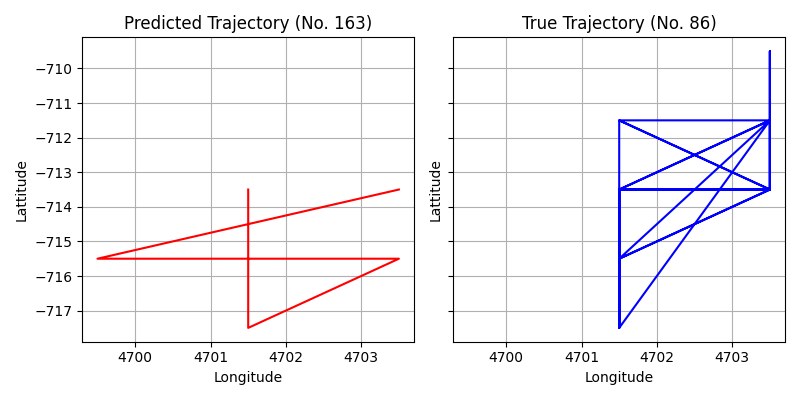 Predicted Trajectory (No. 163)
True Trajectory (No. 86)
Lattitude
−710
−711
−712
−713
−714
−715
−716
−717
4700
4701
4702
4703
Longitude
Lattitude
4700
4701
4702
4703
Longitude